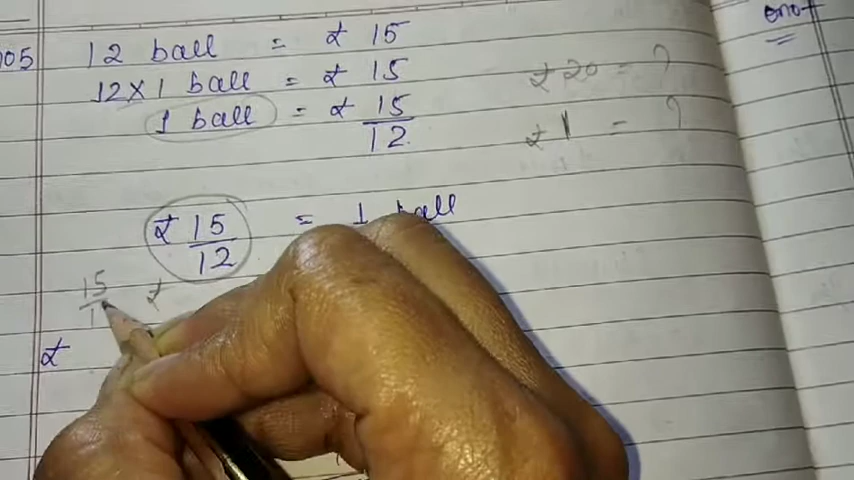 005 12 ball = ₹ 15
12×1 ball = ₹ 15
1 ball = ₹ 15/12
₹ 20 = ?
₹ 1 = ?
₹ 15/12 = 1 ball
15
₹
₹